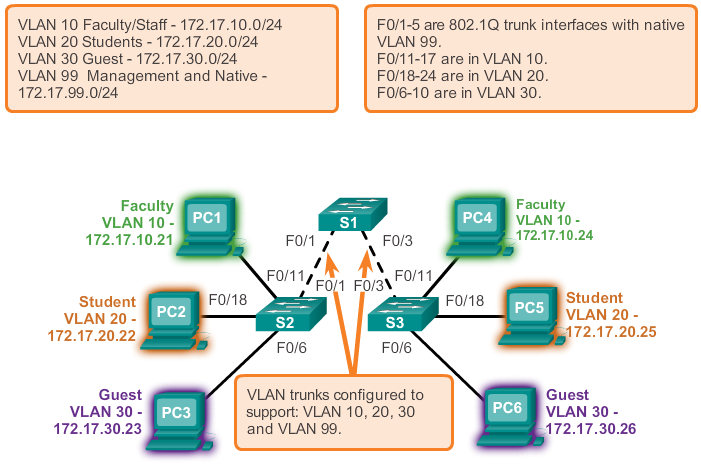 VLAN 10 Faculty/Staff - 172.17.10.0/24
VLAN 20 Students - 172.17.20.0/24
VLAN 30 Guest - 172.17.30.0/24
VLAN 99 Management and Native -
172.17.99.0/24
F0/1-5 are 802.1Q trunk interfaces with native
VLAN 99.
F0/11-17 are in VLAN 10.
F0/18-24 are in VLAN 20.
F0/6-10 are in VLAN 30.
Faculty
VLAN 10 -
172.17.10.21
PC1
S1
PC4
Faculty
VLAN 10 -
172.17.10.24
F0/1
F0/3
F0/11
F0/1
F0/3
F0/11
Student
VLAN 20 -
172.17.20.22
PC2
F0/18
S2
S3
F0/18
PC5
Student
VLAN 20 -
172.17.20.25
F0/6
F0/6
Guest
VLAN 30 -
172.17.30.23
PC3
VLAN trunks configured to
support: VLAN 10, 20, 30
and VLAN 99.
PC6
Guest
VLAN 30 -
172.17.30.26